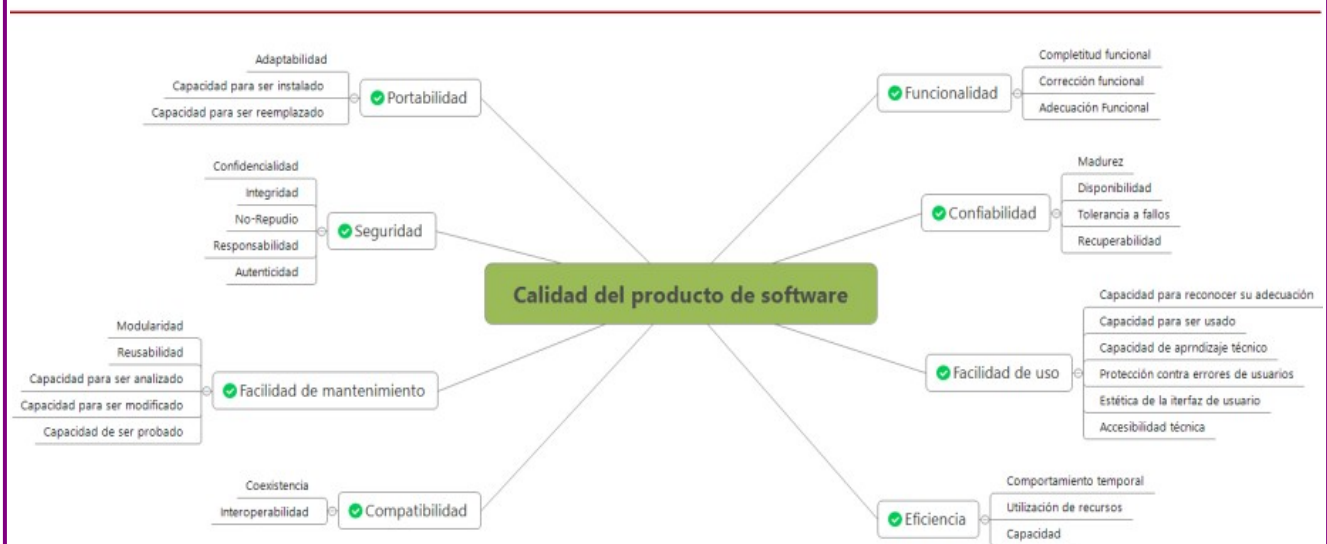 Adaptabilidad
Capacidad para ser instalado
Capacidad para ser reemplazado
Portabilidad
Confidencialidad
Integridad
No-Repudio
Responsabilidad
Autenticidad
Seguridad
Modularidad
Reusabilidad
Capacidad para ser analizado
Capacidad para ser modificado
Capacidad de ser probado
Facilidad de mantenimiento
Coexistencia
Interoperabilidad
Compatibilidad
Calidad del producto de software
Funcionalidad
Completitud funcional
Corrección funcional
Adecuación Funcional
Confiabilidad
Madurez
Disponibilidad
Tolerancia a fallos
Recuperabilidad
Facilidad de uso
Capacidad para reconocer su adecuación
Capacidad para ser usado
Capacidad de aprndizaje técnico
Protección contra errores de usuarios
Estética de la iterfaz de usuario
Accesibilidad técnica
Eficiencia
Comportamiento temporal
Utilización de recursos
Capacidad